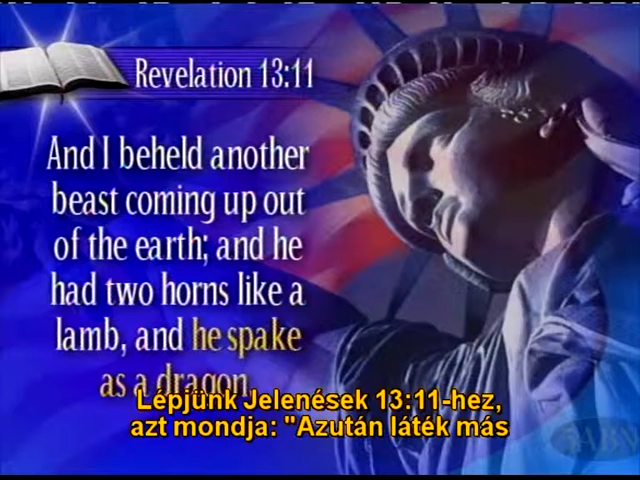 Revelation 13:11
And I beheld another
beast coming up out
of the earth; and he
had two horns like a
lamb, and he spake
as a dragon.
Lépjünk Jelenések 13:11-hez,
azt mondja: "Azután láték más
3ABN